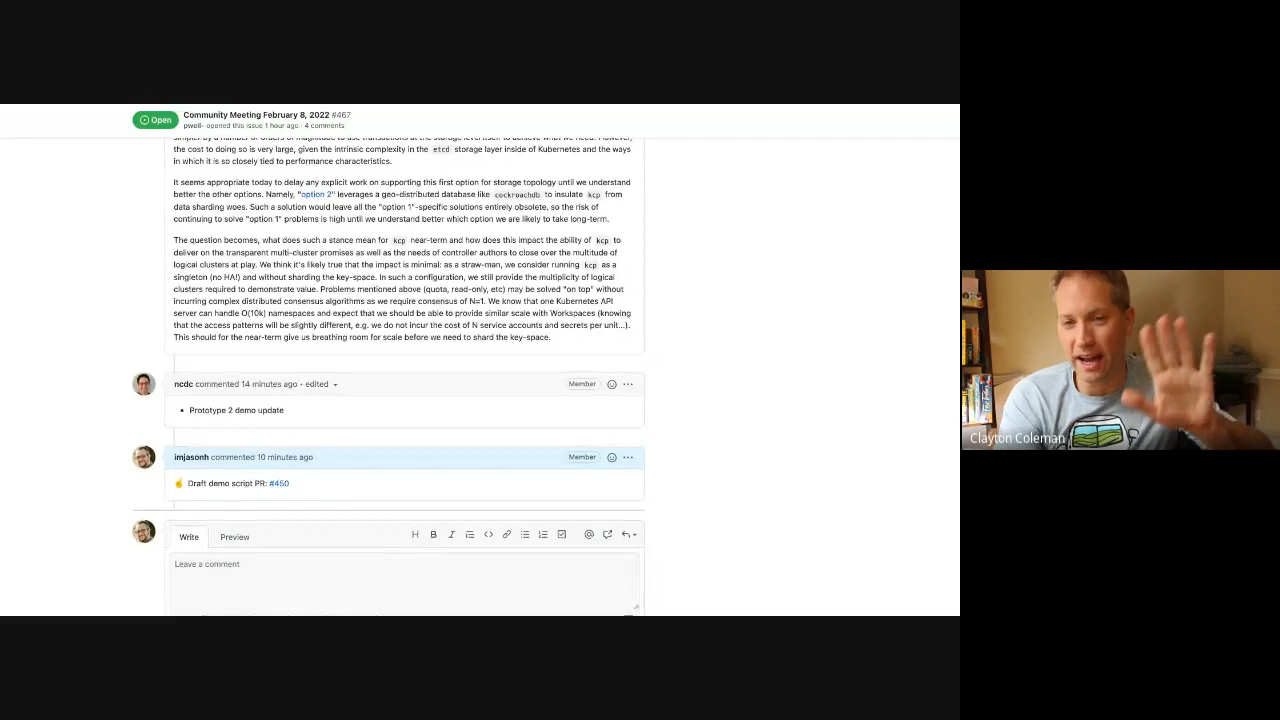 Open
Community Meeting February 8, 2022 #467
pweil- opened this issue 1 hour ago · 4 comments
simpler by a number of orders of magnitude to use transactions at the storage level itself to achieve what we need. However,
the cost to doing so is very large, given the intrinsic complexity in the etcd storage layer inside of Kubernetes and the ways
in which it is so closely tied to performance characteristics.
It seems appropriate today to delay any explicit work on supporting this first option for storage topology until we understand
better the other options. Namely, "option 2" leverages a geo-distributed database like cockroachdb to insulate kcp from
data sharding woes. Such a solution would leave all the "option 1"-specific solutions entirely obsolete, so the risk of
continuing to solve "option 1" problems is high until we understand better which option we are likely to take long-term.
The question becomes, what does such a stance mean for kcp near-term and how does this impact the ability of kcp to
deliver on the transparent multi-cluster promises as well as the needs of controller authors to close over the multitude of
logical clusters at play. We think it's likely true that the impact is minimal: as a straw-man, we consider running kcp as a
singleton (no HA!) and without sharding the key-space. In such a configuration, we still provide the multiplicity of logical
clusters required to demonstrate value. Problems mentioned above (quota, read-only, etc) may be solved "on top" without
incurring complex distributed consensus algorithms as we require consensus of N=1. We know that one Kubernetes API
server can handle O(10k) namespaces and expect that we should be able to provide similar scale with Workspaces (knowing
that the access patterns will be slightly different, e.g. we do not incur the cost of N service accounts and secrets per unit...).
This should for the near-term give us breathing room for scale before we need to shard the key-space.
ncdc commented 14 minutes ago · edited
Member
• Prototype 2 demo update
imjasonh commented 10 minutes ago
Member
☝ Draft demo script PR: #450
Write
Preview
Leave a comment
Clayton Coleman